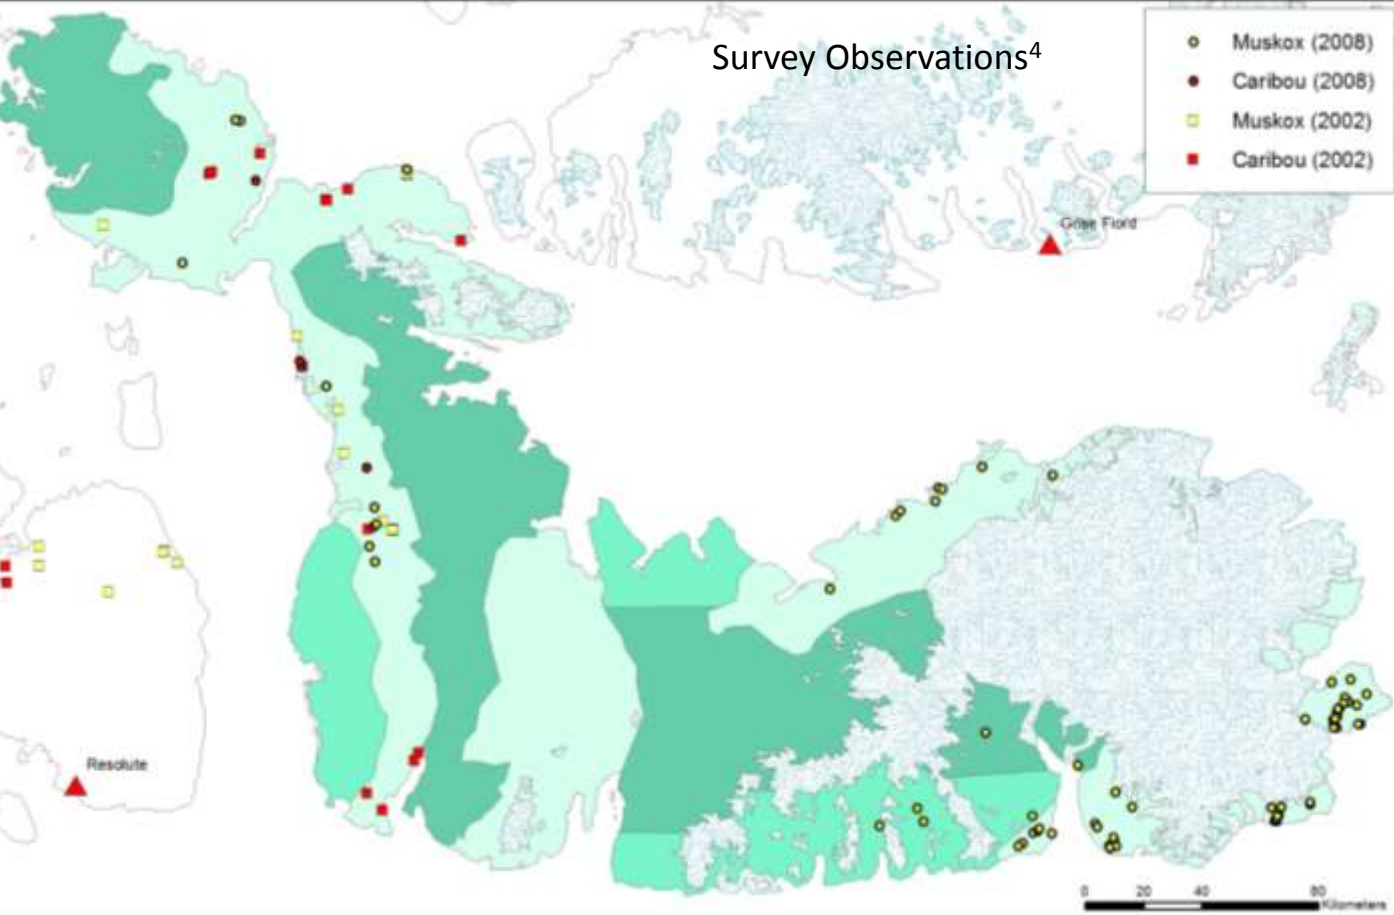 Survey Observations⁴
Muskox (2008)
Caribou (2008)
Muskox (2002)
Caribou (2002)
Grise Fiord
Resolute
0 20 40 80
Kilometers